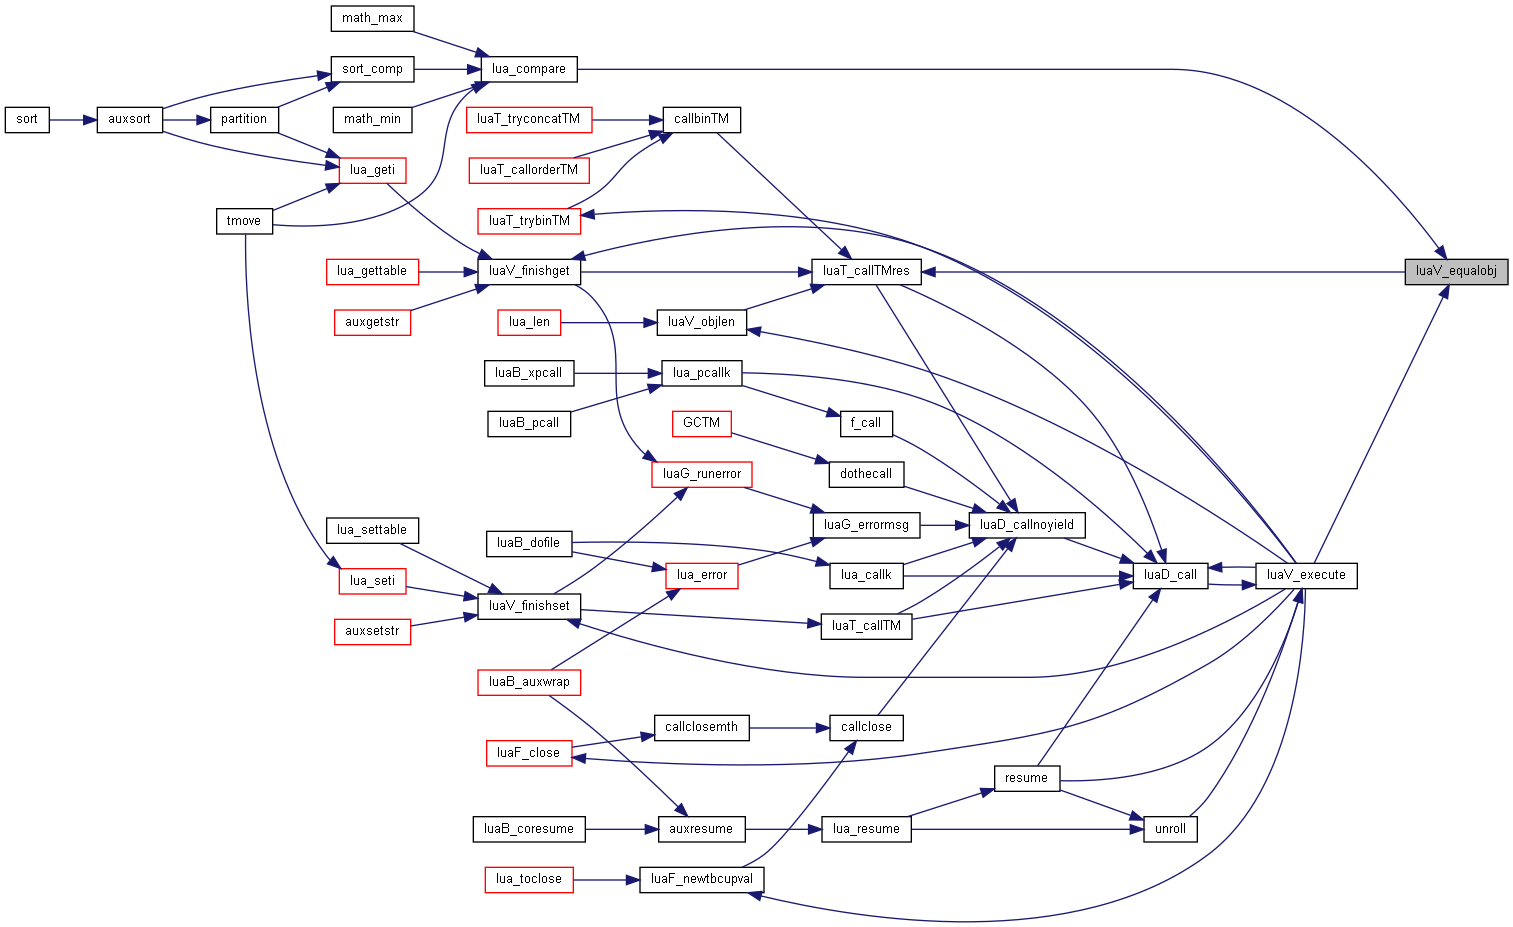 math_max
sort_comp
lua_compare
sort
auxsort
partition
math_min
luaT_tryconcatTM
callbinTM
lua_geti
luaT_callorderTM
tmove
luaT_trybinTM
lua_gettable
luaV_finishget
luaT_callTMres
luaV_equalobj
auxgetstr
lua_len
luaV_objlen
luaB_xpcall
lua_pcallk
luaB_pcall
GCTM
f_call
luaG_runerror
dothecall
lua_settable
luaB_dofile
luaG_errormsg
luaD_callnoyield
lua_seti
lua_error
lua_callk
luaD_call
luaV_execute
luaV_finishset
auxsetstr
luaT_callTM
luaB_auxwrap
callclosemth
callclose
luaF_close
resume
luaB_coresume
auxresume
lua_resume
unroll
lua_toclose
luaF_newtbcupval